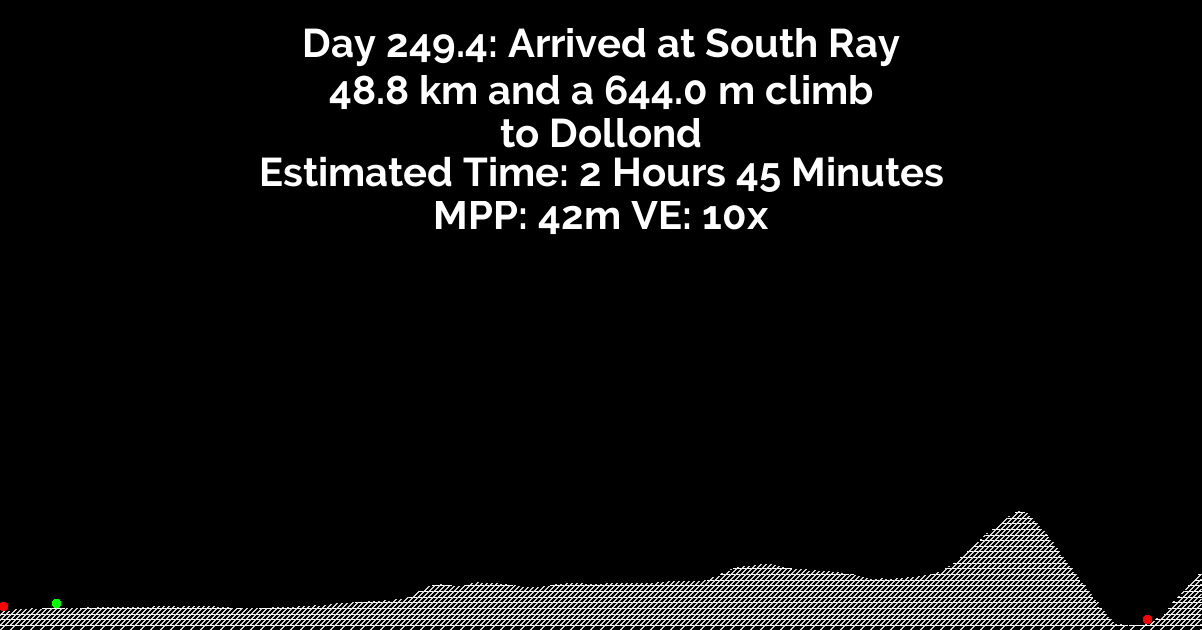 Day 249.4: Arrived at South Ray
48.8 km and a 644.0 m climb
to Dollond
Estimated Time: 2 Hours 45 Minutes
MPP: 42m VE: 10x